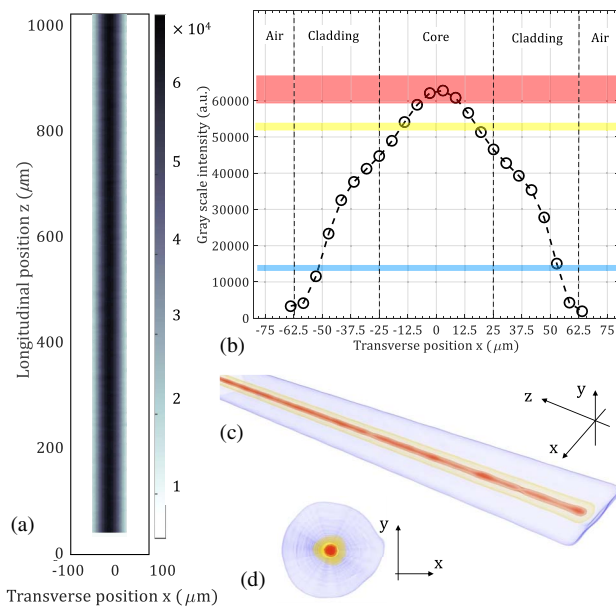 1020
800
600
400
200
0
Longitudinal position z (µm)
-100
0
100
Transverse position x (µm)
× 10⁴
6
5
4
3
2
1
(a)
Air
Cladding
Core
Cladding
Air
60000
50000
40000
30000
20000
10000
0
Gray scale intensity (a.u.)
-75
-62.5
-50
-37.5
-25
-12.5
0
12.5
25
37.5
50
62.5
75
Transverse position x ( µm)
(b)
(c)
z
y
x
(d)
y
x